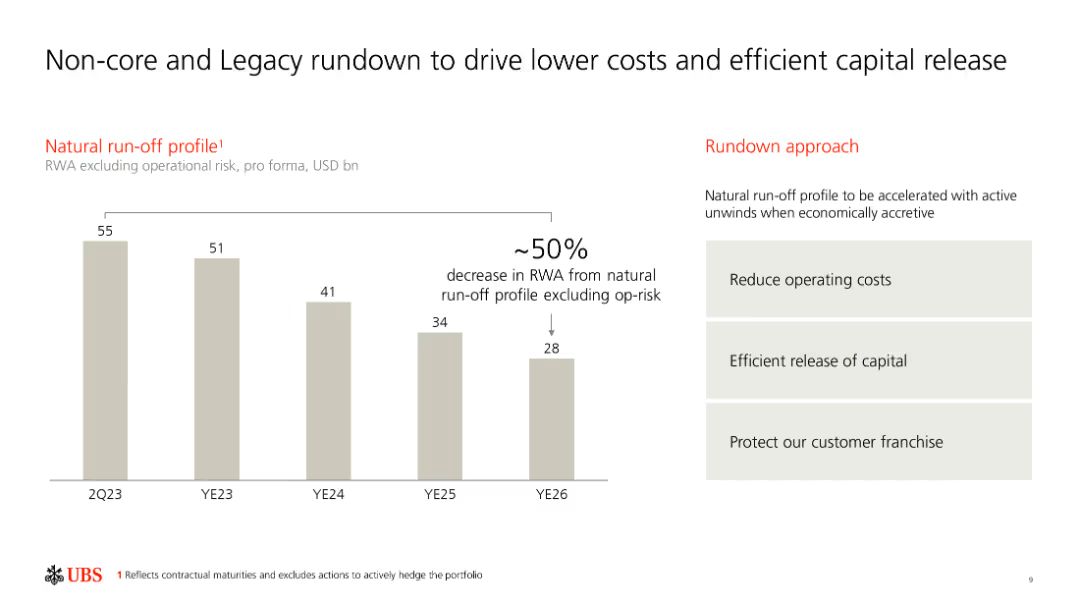 Non-core and Legacy rundown to drive lower costs and efficient capital release
Natural run-off profile¹
RWA excluding operational risk, pro forma, USD bn
55
51
41
34
28
~50%
decrease in RWA from natural
run-off profile excluding op-risk
2Q23
YE23
YE24
YE25
YE26
Rundown approach
Natural run-off profile to be accelerated with active
unwinds when economically accretive
Reduce operating costs
Efficient release of capital
Protect our customer franchise
UBS
1 Reflects contractual maturities and excludes actions to actively hedge the portfolio
9